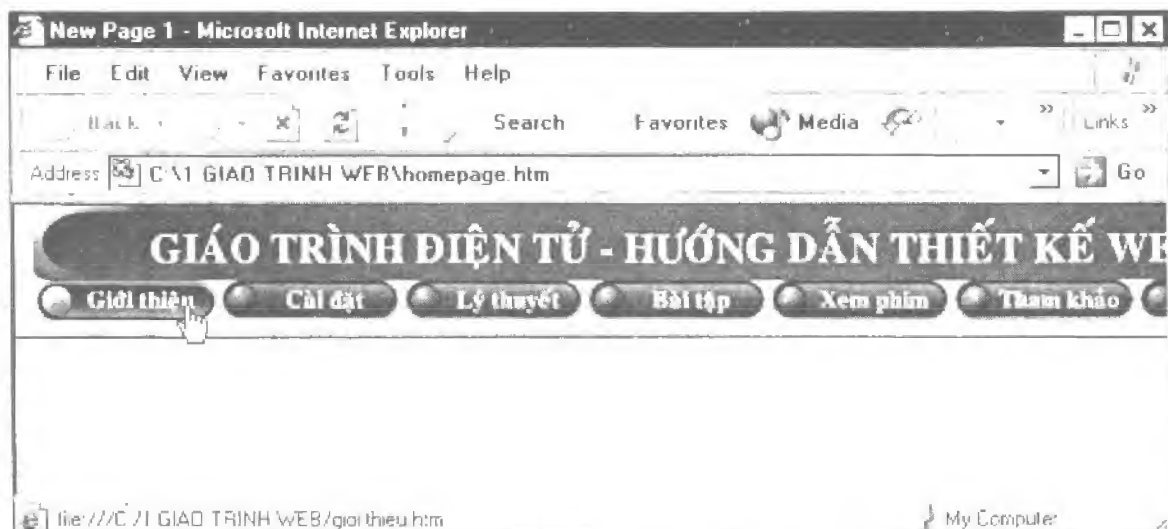 New Page 1 - Microsoft Internet Explorer
File Edit View Favorites Tools Help
Back Search Favorites Media » Links »
Address C:\1 GIAO TRINH WEB\homepage.htm Go
GIÁO TRÌNH ĐIỆN TỬ - HƯỚNG DẪN THIẾT KẾ WE
Giới thiệu Cài đặt Lý thuyết Bài tập Xem phim Tham khảo
file:///C:/1 GIAO TRINH WEB/gioi thieu.htm My Computer